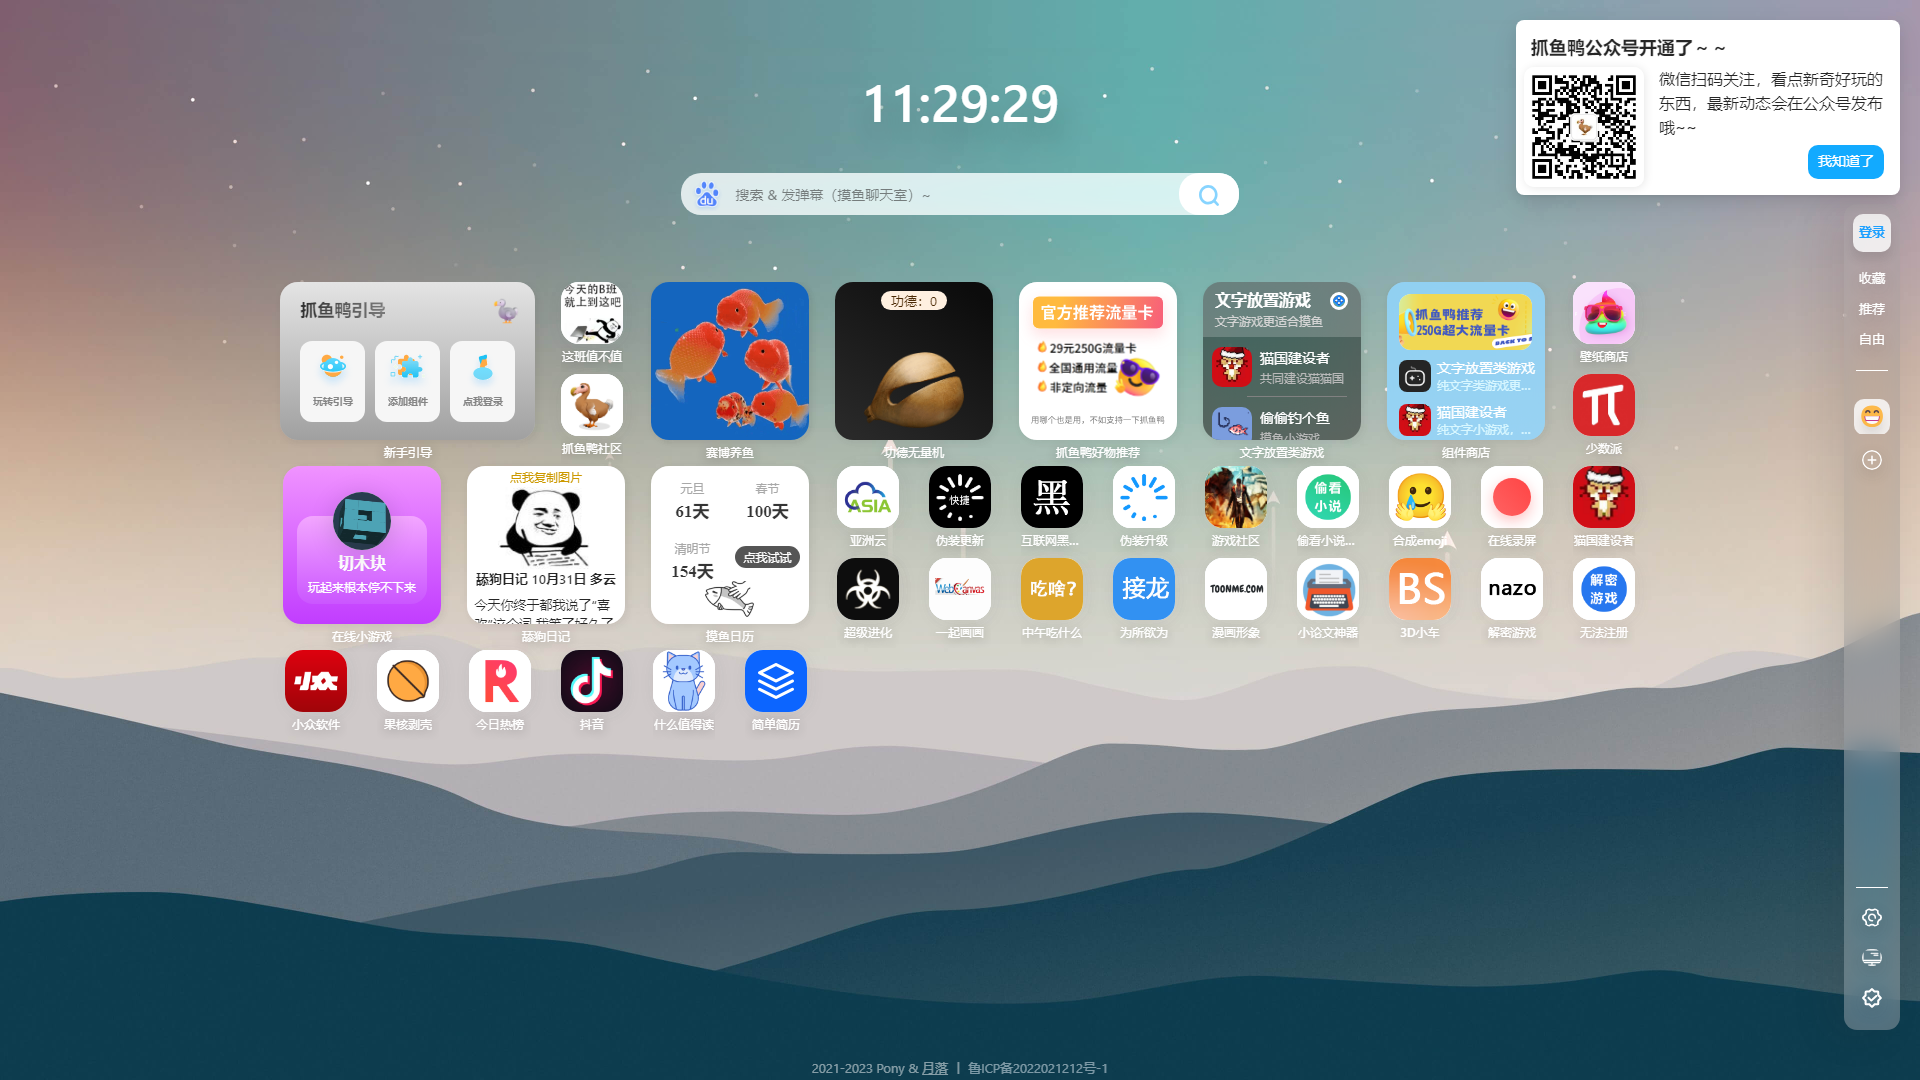 抓鱼鸭公众号开通了~ ~
微信扫码关注，看点新奇好玩的
东西，最新动态会在公众号发布
哦~~
我知道了
11:29:29
搜索 & 发弹幕（摸鱼聊天室）~
登录
收藏
推荐
自由
抓鱼鸭引导
玩转引导
添加组件
点我登录
新手引导
今天的B班
就上到这吧
这班值不值
抓鱼鸭社区
赛博养鱼
功德：0
功德无量机
官方推荐流量卡
29元250G流量卡
全国通用流量
非定向流量
用哪个也是用，不如支持一下抓鱼鸭
抓鱼鸭好物推荐
文字放置游戏
文字游戏更适合摸鱼
猫国建设者
共同建设猫猫国
偷偷钓个鱼
摸鱼小游戏
文字放置类游戏
抓鱼鸭推荐
250G超大流量卡
文字放置类游戏
纯文字类游戏更...
猫国建设者
纯文字小游戏，...
组件商店
壁纸商店
少数派
切木块
玩起来根本停不下来
在线小游戏
点我复制图片
舔狗日记 10月31日 多云
今天你终于都我说了“喜
欢”这个词,我等了好久了
舔狗日记
元旦
61天
春节
100天
清明节
154天
点我试试
摸鱼日历
ASIA
亚洲云
快捷
伪装更新
黑
互联网黑...
伪装升级
游戏社区
偷看
小说
偷看小说...
合成emoji
在线录屏
猫国建设者
超级进化
WebCanvas
一起画画
吃啥?
中午吃什么
接龙
为所欲为
TOONME.COM
漫画形象
小论文神器
BS
3D小车
nazo
解密游戏
解密
游戏
无法注册
小众
小众软件
果核剥壳
今日热榜
抖音
什么值得读
简单简历
2021-2023 Pony & 月落 丨 鲁ICP备2022021212号-1